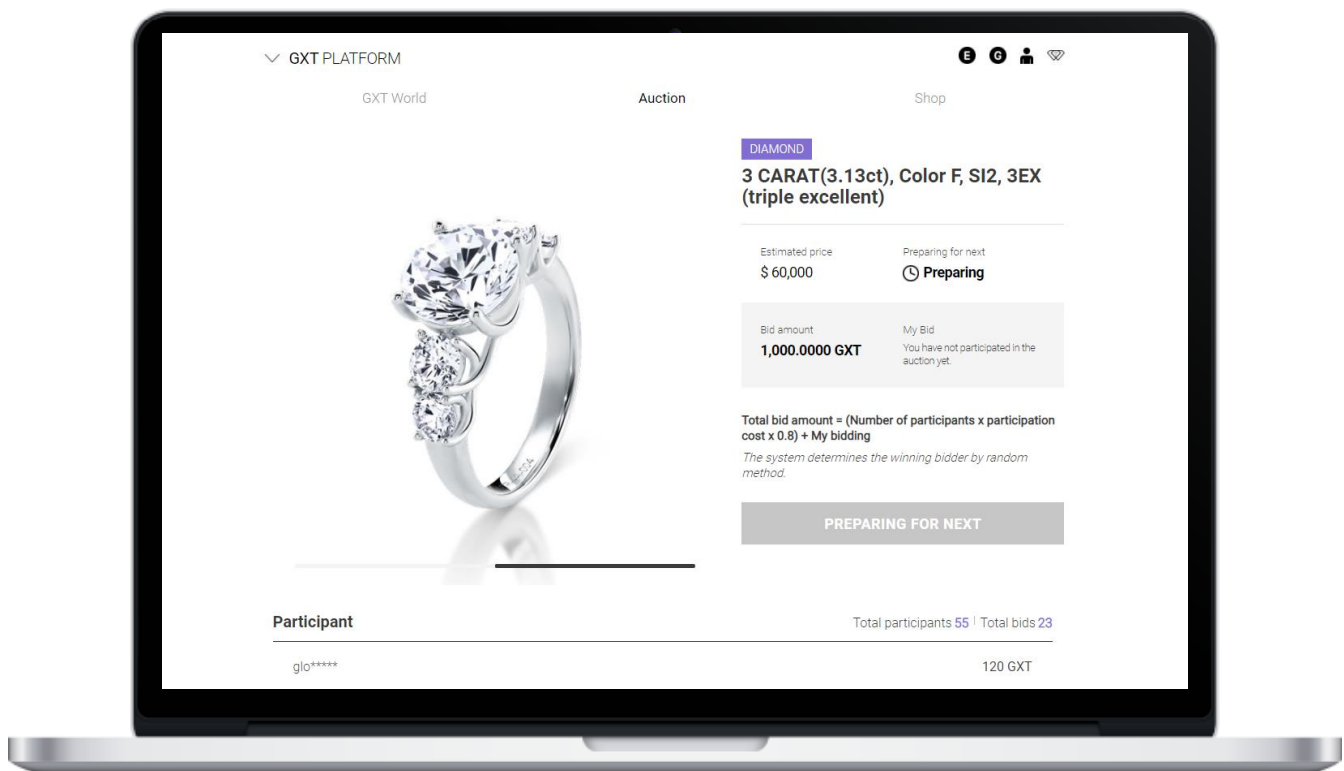 GXT PLATFORM
E G
GXT World
Auction
Shop
DIAMOND
3 CARAT(3.13ct), Color F, SI2, 3EX
(triple excellent)
Estimated price
Preparing for next
$ 60,000
Preparing
Bid amount
My Bid
1,000.0000 GXT
You have not participated in the
auction yet.
Total bid amount = (Number of participants x participation
cost x 0.8) + My bidding
The system determines the winning bidder by random
method.
PREPARING FOR NEXT
Participant
Total participants 55 | Total bids 23
glo*****
120 GXT